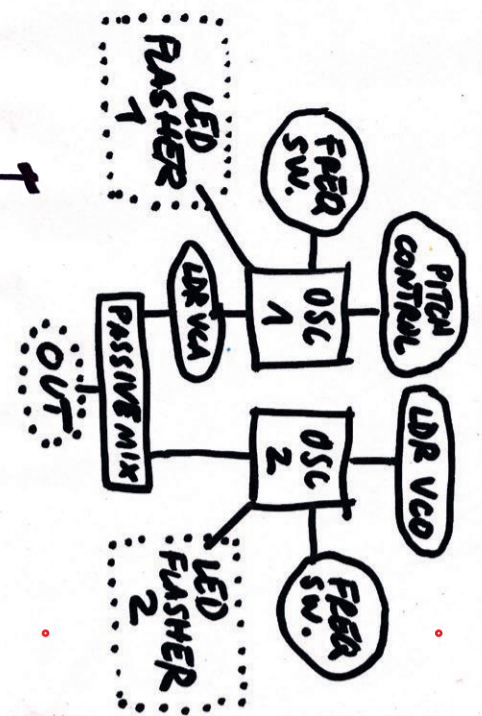 PITCH
CONTROL
LDR VCO
FREQ
SW.
OSC
1
OSC
2
FREQ
SW.
LED
FLASHER
1
LDR VCA
LED
FLASHER
2
PASSIVE MIX
OUT